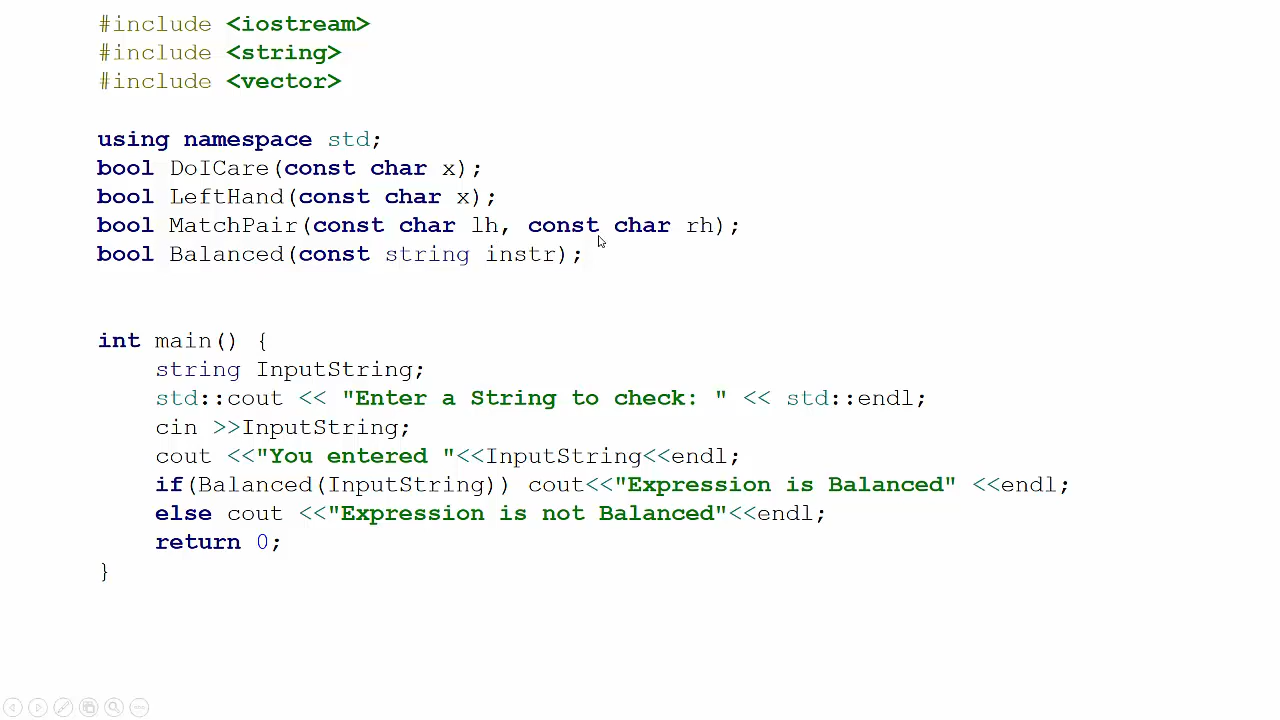 #include <iostream>
#include <string>
#include <vector>
using namespace std;
bool DoICare(const char x);
bool LeftHand(const char x);
bool MatchPair(const char lh, const char rh);
bool Balanced(const string instr);
int main() {
string InputString;
std::cout << "Enter a String to check: " << std::endl;
cin >>InputString;
cout <<"You entered "<<InputString<<endl;
if(Balanced(InputString)) cout<<"Expression is Balanced" <<endl;
else cout <<"Expression is not Balanced"<<endl;
return 0;
}